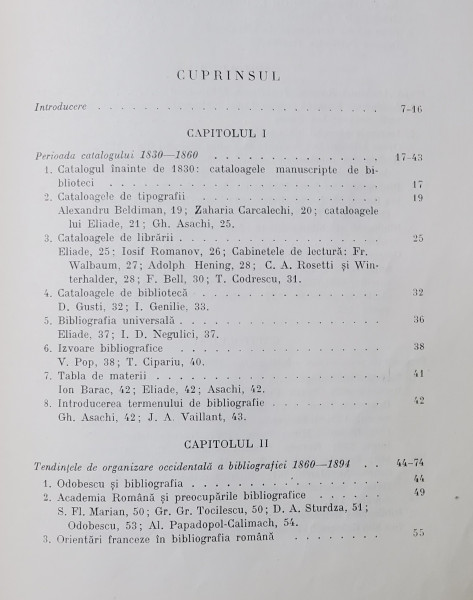 CUPRINSUL
Introducere . . . . . . . . . . . . . . . . . . . 7-16
CAPITOLUL I
Perioada catalogului 1830—1860 . . . . . . . . . . . . 17-43
1. Catalogul înainte de 1830: cataloagele manuscripte de bi-
blioteci . . . . . . . . . . . . . . . . . . . 17
2. Cataloagele de tipografii . . . . . . . . . . . . . 19
Alexandru Beldiman, 19; Zaharia Carcalechi, 20; cataloagele
lui Eliade, 21; Gh. Asachi, 25.
3. Cataloagele de librării . . . . . . . . . . . . . . 25
Eliade, 25; Iosif Romanov, 26; Cabinetele de lectură: Fr.
Walbaum, 27; Adolph Hening, 28; C. A. Rosetti și Win-
terhalder, 28; F. Bell, 30; T. Codrescu, 31.
4. Cataloagele de bibliotecă . . . . . . . . . . . . . 32
D. Gusti, 32; I. Genilie, 33.
5. Bibliografia universală . . . . . . . . . . . . . . 36
Eliade, 37; I. D. Negulici, 37.
6. Izvoare bibliografice . . . . . . . . . . . . . . . 38
V. Pop, 38; T. Cipariu, 40.
7. Tabla de materii . . . . . . . . . . . . . . . . . 41
Ion Barac, 42; Eliade, 42; Asachi, 42.
8. Introducerea termenului de bibliografie . . . . . . . 42
Gh. Asachi, 42; J. A. Vaillant, 43.
CAPITOLUL II
Tendințele de organizare occidentală a bibliografiei 1860—1894 . . 44-74
1. Odobescu și bibliografia . . . . . . . . . . . . . . 44
2. Academia Română și preocupările bibliografice . . . . . 49
S. Fl. Marian, 50; Gr. Gr. Tocilescu, 50; D. A. Sturdza, 51;
Odobescu, 53; Al. Papadopol-Calimach, 54.
3. Orientări franceze în bibliografia română . . . . . . . 55